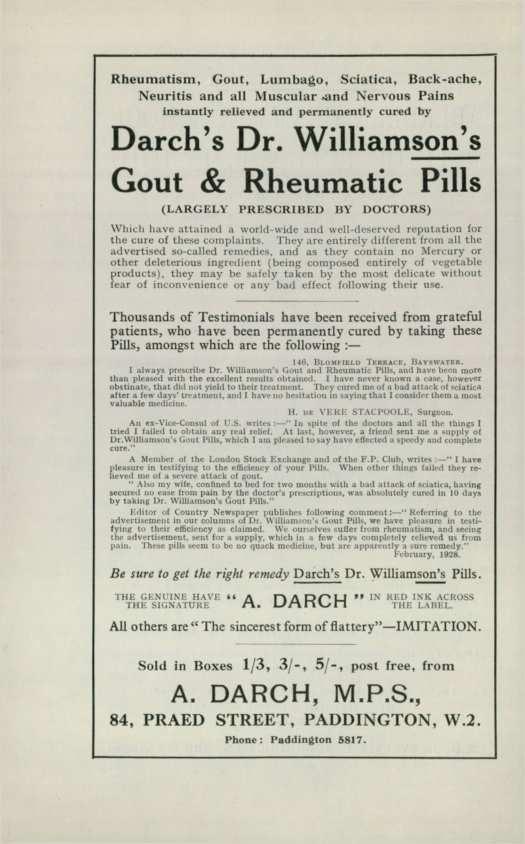 Rheumatism, Gout, Lumbago, Sciatica, Back-ache,
Neuritis and all Muscular and Nervous Pains
instantly relieved and permanently cured by
Darch's Dr. Williamson's
Gout & Rheumatic Pills
(LARGELY PRESCRIBED BY DOCTORS)
Which have attained a world-wide and well-deserved reputation for
the cure of these complaints. They are entirely different from all the
advertised so-called remedies, and as they contain no Mercury or
other deleterious ingredient (being composed entirely of vegetable
products), they may be safely taken by the most delicate without
fear of inconvenience or any bad effect following their use.
Thousands of Testimonials have been received from grateful
patients, who have been permanently cured by taking these
Pills, amongst which are the following :—
146, BLOMFIELD TERRACE, BAYSWATER.
I always prescribe Dr. Williamson's Gout and Rheumatic Pills, and have been more
than pleased with the excellent results obtained. I have never known a case, however
obstinate, that did not yield to their treatment. They cured me of a bad attack of sciatica
after a few days' treatment, and I have no hesitation in saying that I consider them a most
valuable medicine.
H. DE VERE STACPOOLE, Surgeon.
An ex-Vice-Consul of U.S. writes :—" In spite of the doctors and all the things I
tried I failed to obtain any real relief. At last, however, a friend sent me a supply of
Dr.Williamson's Gout Pills, which I am pleased to say have effected a speedy and complete
cure."
A Member of the London Stock Exchange and of the F.P. Club, writes :—" I have
pleasure in testifying to the efficiency of your Pills. When other things failed they re-
lieved me of a severe attack of gout.
" Also my wife, confined to bed for two months with a bad attack of sciatica, having
secured no ease from pain by the doctor's prescriptions, was absolutely cured in 10 days
by taking Dr. Williamson's Gout Pills."
Editor of Country Newspaper publishes following comment :—" Referring to the
advertisement in our columns of Dr. Williamson's Gout Pills, we have pleasure in testi-
fying to their efficiency as claimed. We ourselves suffer from rheumatism, and seeing
the advertisement, sent for a supply, which in a few days completely relieved us from
pain. These pills seem to be no quack medicine, but are apparently a sure remedy."
February, 1928.
Be sure to get the right remedy Darch's Dr. Williamson's Pills.
THE GENUINE HAVE THE SIGNATURE "A. DARCH" IN RED INK ACROSS THE LABEL.
All others are " The sincerest form of flattery"—IMITATION.
Sold in Boxes 1/3, 3/-, 5/-, post free, from
A. DARCH, M.P.S.,
84, PRAED STREET, PADDINGTON, W.2.
Phone : Paddington 5817.